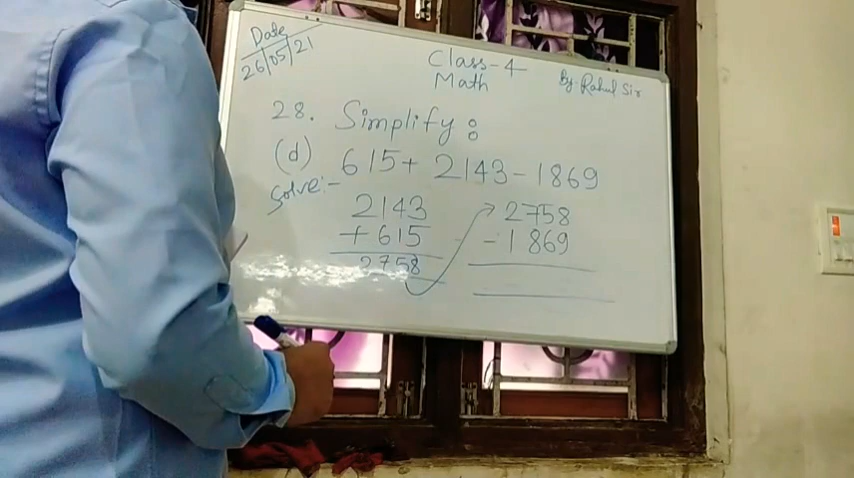 Date
26/05/21
Class-4
Math
By-Rahul Sir
28. Simplify:
(d) 615+ 2143-1869
Solve:-
2143
+615
2758
2758
-1869